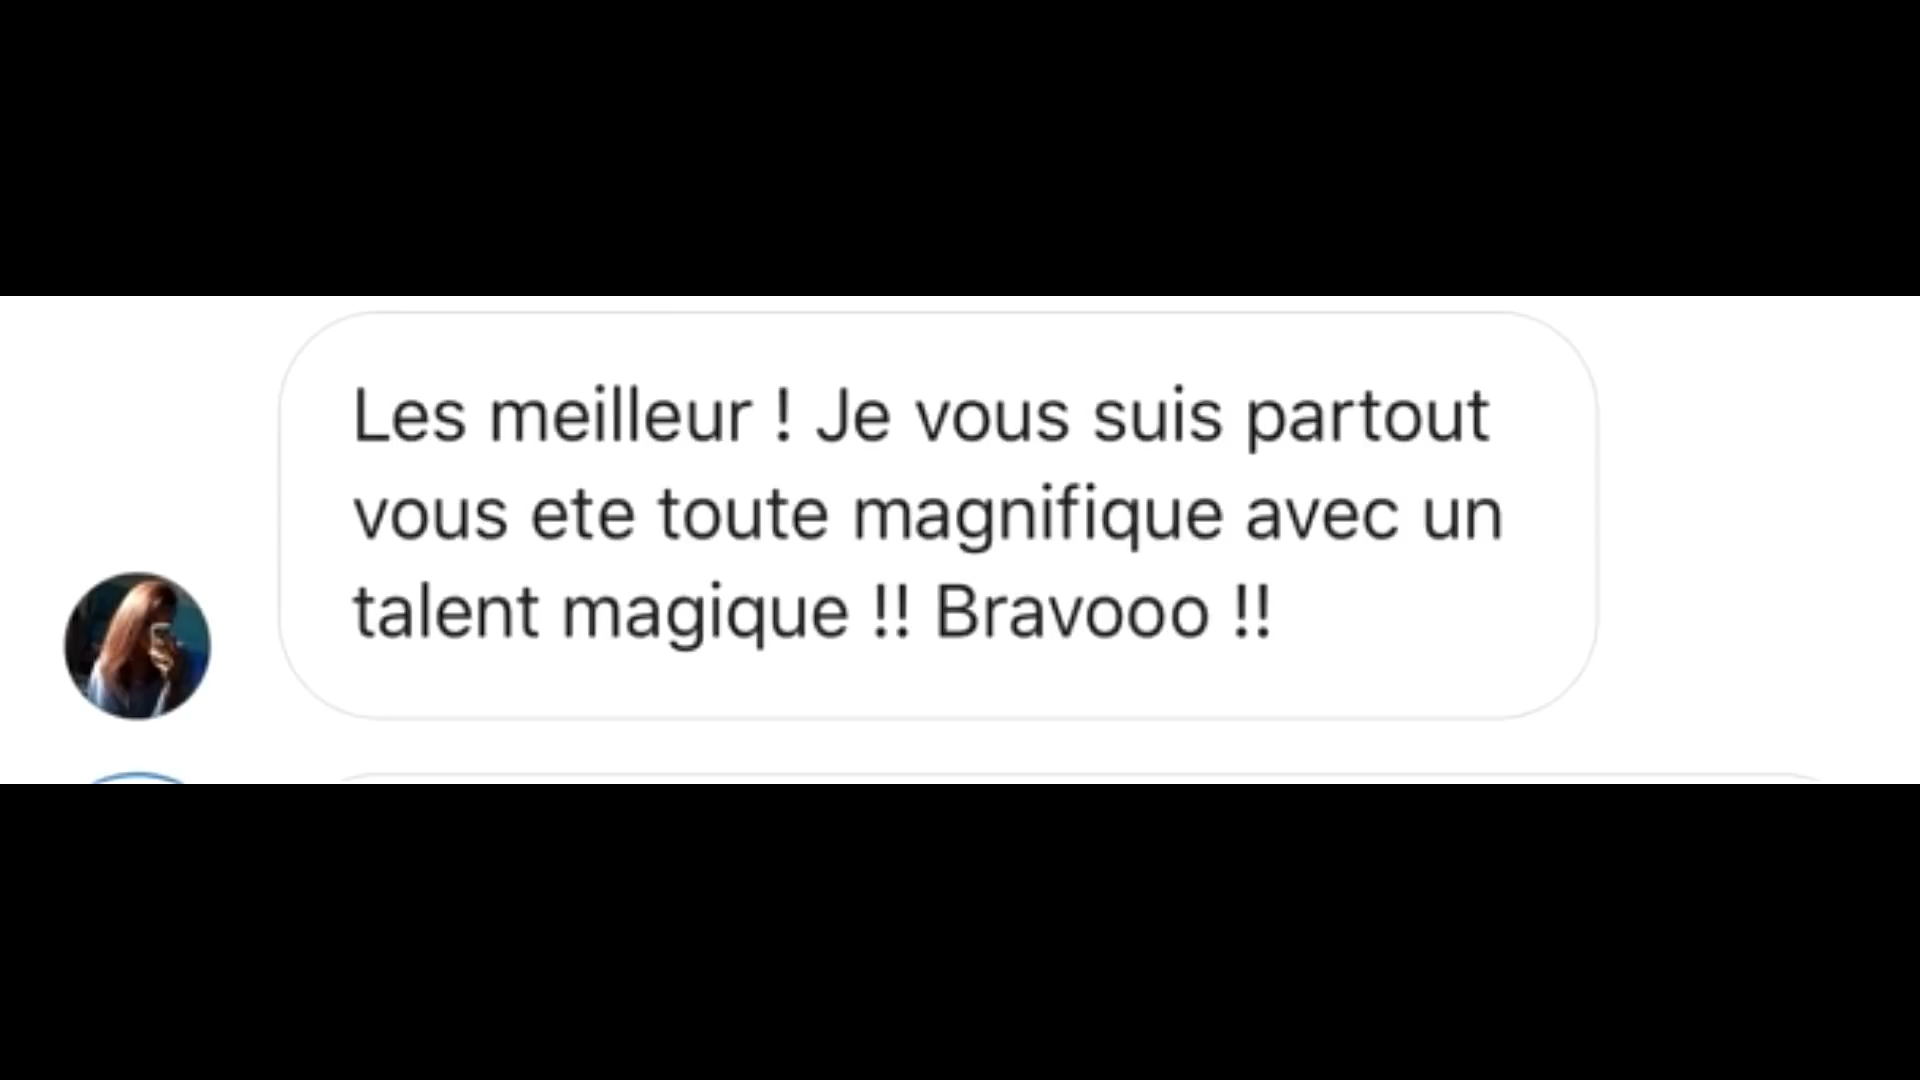 Les meilleur ! Je vous suis partout
vous ete toute magnifique avec un
talent magique !! Bravooo !!